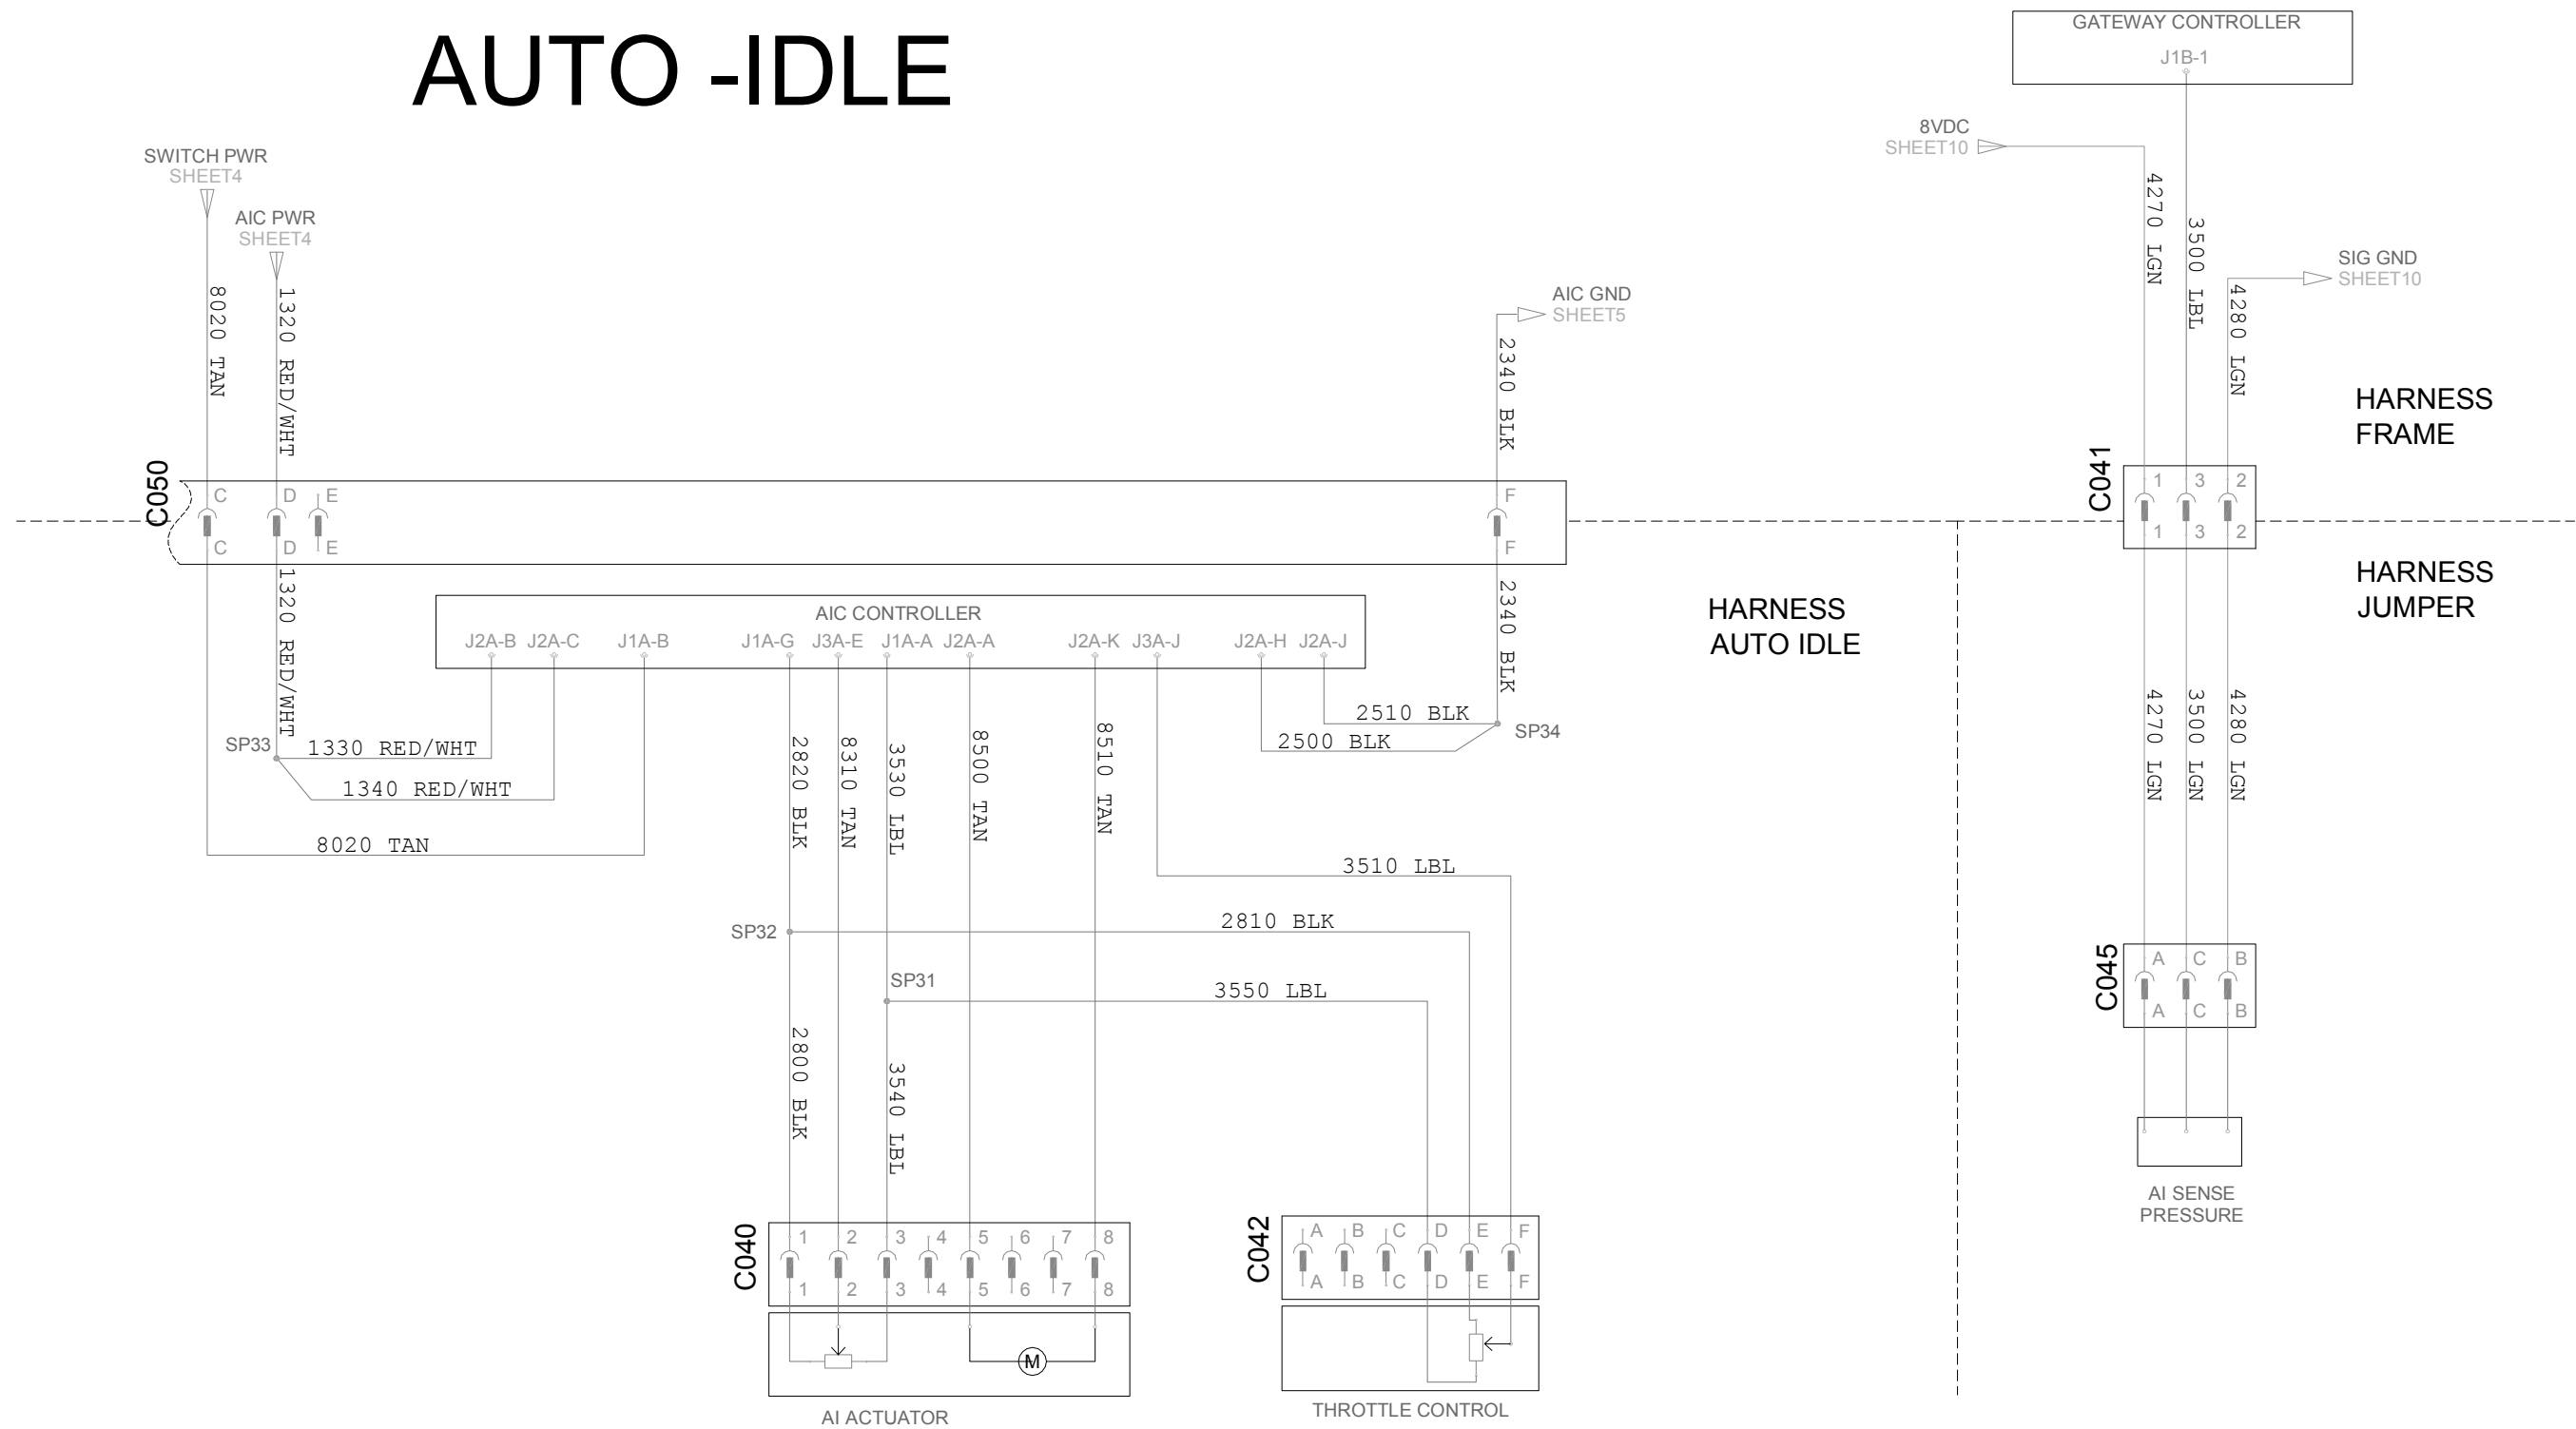 AUTO -IDLE
GATEWAY CONTROLLER
J1B-1
8VDC
SHEET10
SWITCH PWR
SHEET4
AIC PWR
SHEET4
SIG GND
SHEET10
AIC GND
SHEET5
8020 TAN
1320 RED/WHT
2340 BLK
4270 LGN
3500 LBL
4280 LGN
HARNESS
FRAME
C050
C D E F
C D E F
C041
1 3 2
1 3 2
HARNESS
JUMPER
HARNESS
AUTO IDLE
1320 RED/WHT
2340 BLK
AIC CONTROLLER
J2A-B J2A-C J1A-B J1A-G J3A-E J1A-A J2A-A J2A-K J3A-J J2A-H J2A-J
2510 BLK
SP34
2500 BLK
SP33
1330 RED/WHT
1340 RED/WHT
8020 TAN
2820 BLK
8310 TAN
3530 LBL
8500 TAN
8510 TAN
4270 LGN
3500 LGN
4280 LGN
3510 LBL
SP32
2810 BLK
SP31
3550 LBL
2800 BLK
3540 LBL
C045
A C B
A C B
AI SENSE
PRESSURE
C040
1 2 3 4 5 6 7 8
1 2 3 4 5 6 7 8
M
AI ACTUATOR
C042
A B C D E F
A B C D E F
THROTTLE CONTROL